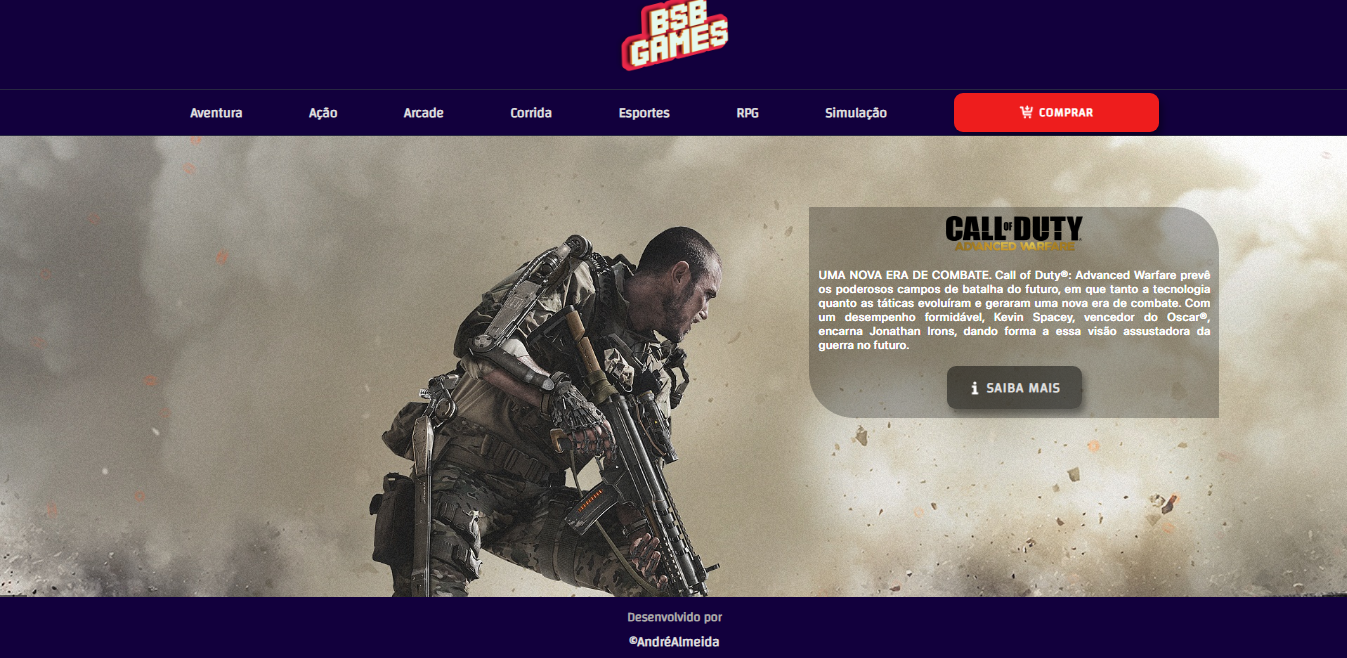 BSB
GAMES
Aventura
Ação
Arcade
Corrida
Esportes
RPG
Simulação
COMPRAR
CALL OF DUTY
ADVANCED WARFARE
UMA NOVA ERA DE COMBATE. Call of Duty®: Advanced Warfare prevê
os poderosos campos de batalha do futuro, em que tanto a tecnologia
quanto as táticas evoluíram e geraram uma nova era de combate. Com
um desempenho formidável, Kevin Spacey, vencedor do Oscar®,
encarna Jonathan Irons, dando forma a essa visão assustadora da
guerra no futuro.
SAIBA MAIS
Desenvolvido por
©AndréAlmeida